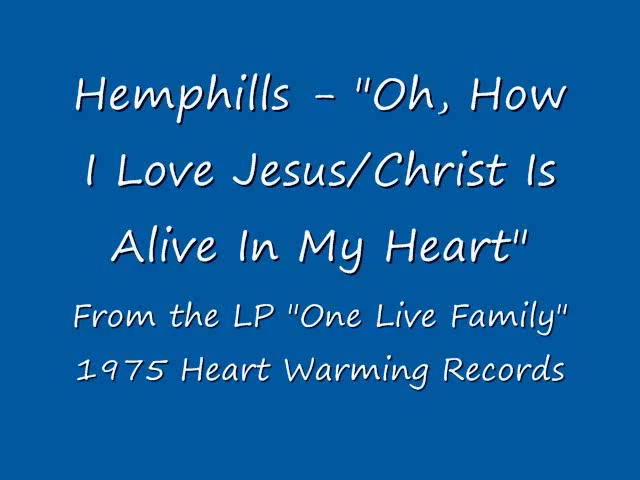 Hemphills - "Oh, How
I Love Jesus/Christ Is
Alive In My Heart"
From the LP "One Live Family"
1975 Heart Warming Records